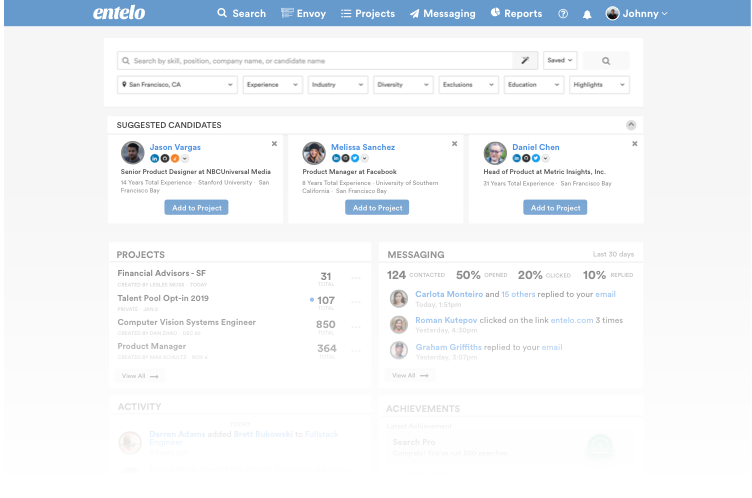 entelo
Search Envoy Projects Messaging Reports Johnny
Search by skill, position, company name, or candidate name
Saved
San Francisco, CA Experience Industry Diversity Exclusions Education Highlights
SUGGESTED CANDIDATES
Jason Vargas
Senior Product Designer at NBCUniversal Media
14 Years Total Experience · Stanford University · San
Francisco Bay
Add to Project
Melissa Sanchez
Product Manager at Facebook
8 Years Total Experience · University of Southern
California · San Francisco Bay
Add to Project
Daniel Chen
Head of Product at Metric Insights, Inc.
31 Years Total Experience · San Francisco Bay
Add to Project
PROJECTS
Financial Advisors - SF 31
CREATED BY LESLEE MOSS · TODAY TOTAL
Talent Pool Opt-in 2019 107
PRIVATE · JAN 2 TOTAL
Computer Vision Systems Engineer 850
CREATED BY DAN ZHAO · DEC 28 TOTAL
Product Manager 364
CREATED BY MAX SCHULTZ · NOV 8 TOTAL
View All
MESSAGING Last 30 days
124 CONTACTED 50% OPENED 20% CLICKED 10% REPLIED
Carlota Monteiro and 15 others replied to your email
Today, 1:51pm
Roman Kutepov clicked on the link entelo.com 3 times
Yesterday, 4:30pm
Graham Griffiths replied to your email
Yesterday, 3:07pm
View All
ACTIVITY
TODAY
Darren Adams added Brett Bukowski to Fullstack
Engineer
ACHIEVEMENTS
Latest Achievement
Search Pro